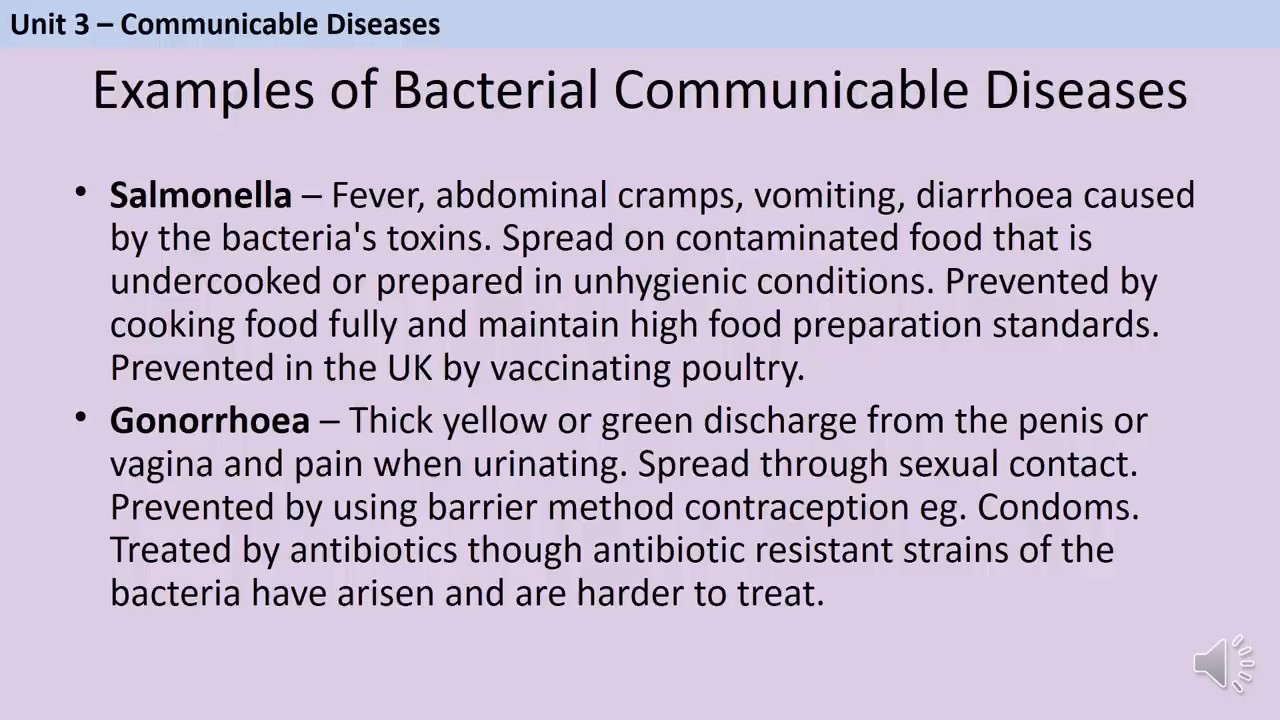 Unit 3 – Communicable Diseases
Examples of Bacterial Communicable Diseases
• Salmonella – Fever, abdominal cramps, vomiting, diarrhoea caused
by the bacteria's toxins. Spread on contaminated food that is
undercooked or prepared in unhygienic conditions. Prevented by
cooking food fully and maintain high food preparation standards.
Prevented in the UK by vaccinating poultry.
• Gonorrhoea – Thick yellow or green discharge from the penis or
vagina and pain when urinating. Spread through sexual contact.
Prevented by using barrier method contraception eg. Condoms.
Treated by antibiotics though antibiotic resistant strains of the
bacteria have arisen and are harder to treat.